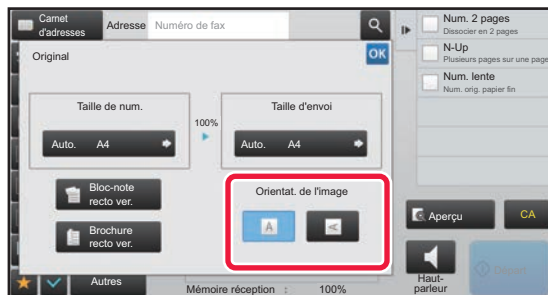 Carnet
d'adresses
Adresse
Numéro de fax
Original
OK
Taille de num.
Auto. A4
100%
Taille d'envoi
Auto. A4
Bloc-note
recto ver.
Brochure
recto ver.
Orientat. de l'image
A
A
Autres
Mémoire réception : 100%
Num. 2 pages
Dissocier en 2 pages
N-Up
Plusieurs pages sur une page
Num. lente
Num. orig. papier fin
Aperçu
CA
Haut-
parleur
Départ